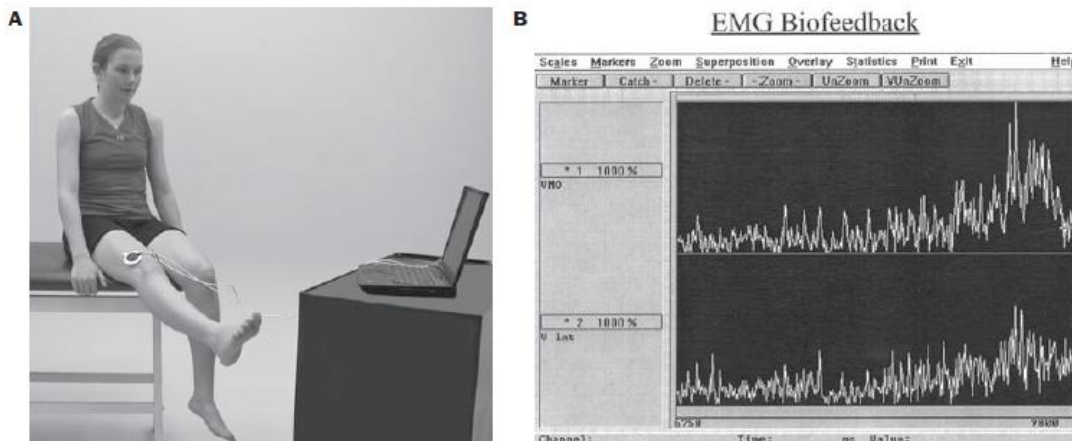 A
B
EMG Biofeedback
Scales Markers Zoom Superposition Overlay Statistics Print Exit Help
Marker Catch - Delete - -Zoom - UnZoom VUnZoom
* 1 1000 %
VMO
* 2 1000 %
V lat
6750 9800
Channel: Time: ms Value: